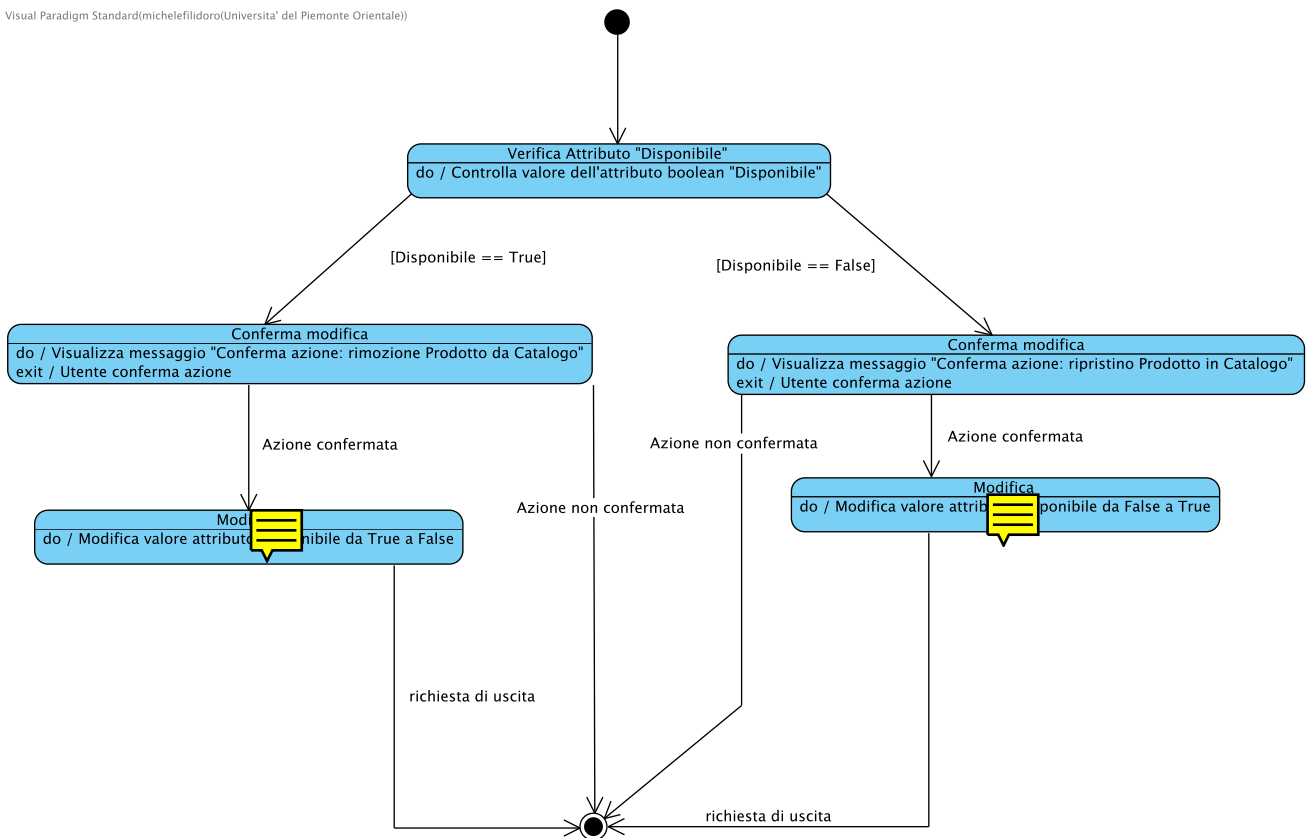 Visual Paradigm Standard(michelefilidoro(Universita' del Piemonte Orientale))
Verifica Attributo "Disponibile"
do / Controlla valore dell'attributo boolean "Disponibile"
[Disponibile == True]
[Disponibile == False]
Conferma modifica
do / Visualizza messaggio "Conferma azione: rimozione Prodotto da Catalogo"
exit / Utente conferma azione
Conferma modifica
do / Visualizza messaggio "Conferma azione: ripristino Prodotto in Catalogo"
exit / Utente conferma azione
Azione confermata
Azione non confermata
Azione non confermata
Azione confermata
do / Modifica valore attributo da True a False
Modifica
do / Modifica valore da False a True
richiesta di uscita
richiesta di uscita